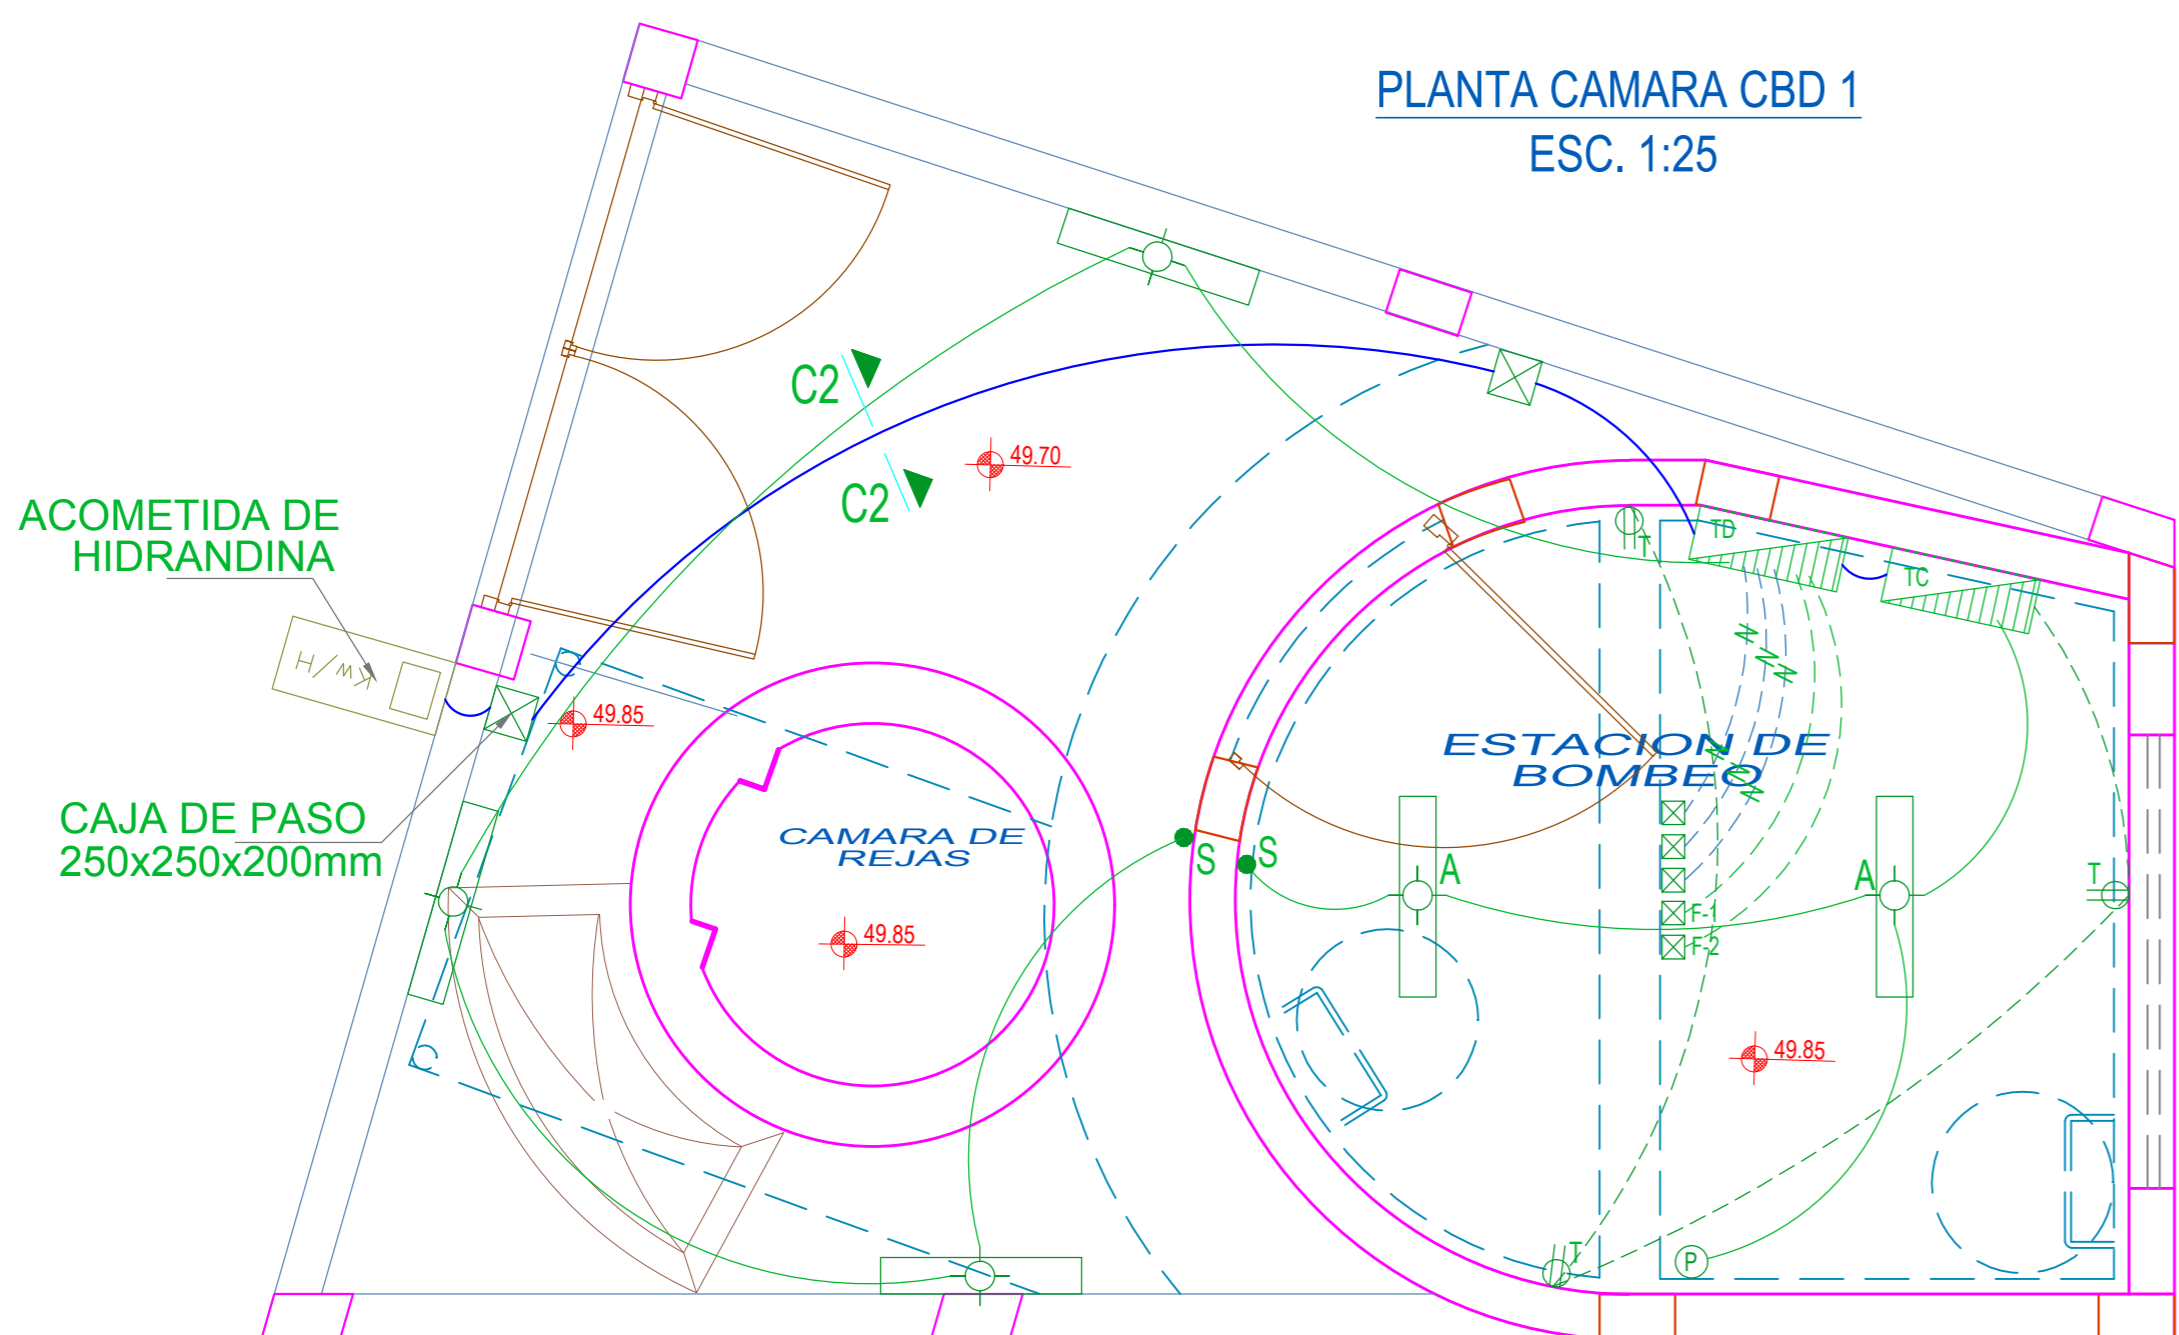 PLANTA CAMARA CBD 1
ESC. 1:25
C2
C2
49.70
ACOMETIDA DE
HIDRANDINA
KW/H
49.85
CAJA DE PASO
250x250x200mm
CAMARA DE
REJAS
49.85
TD
TC
T
ESTACION DE
BOMBEO
S
S
A
A
T
F-1
F-2
49.85
T
P